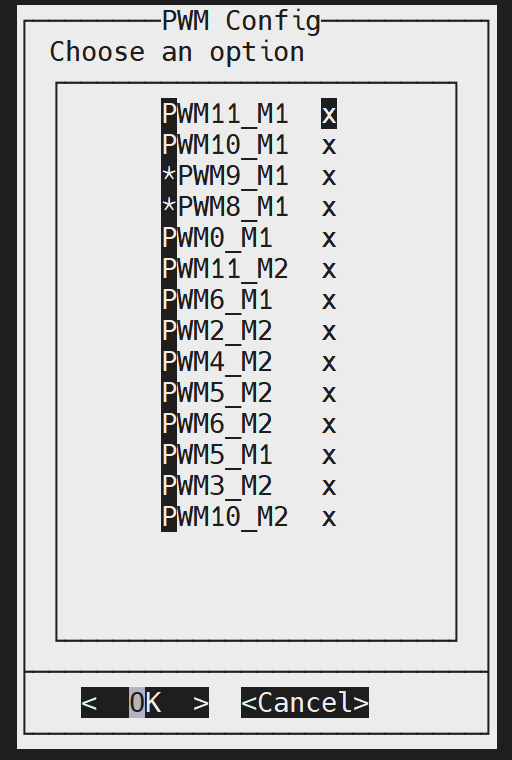 PWM Config
Choose an option
PWM11_M1 x
PWM10_M1 x
*PWM9_M1 x
*PWM8_M1 x
PWM0_M1 x
PWM11_M2 x
PWM6_M1 x
PWM2_M2 x
PWM4_M2 x
PWM5_M2 x
PWM6_M2 x
PWM5_M1 x
PWM3_M2 x
PWM10_M2 x
< OK > <Cancel>